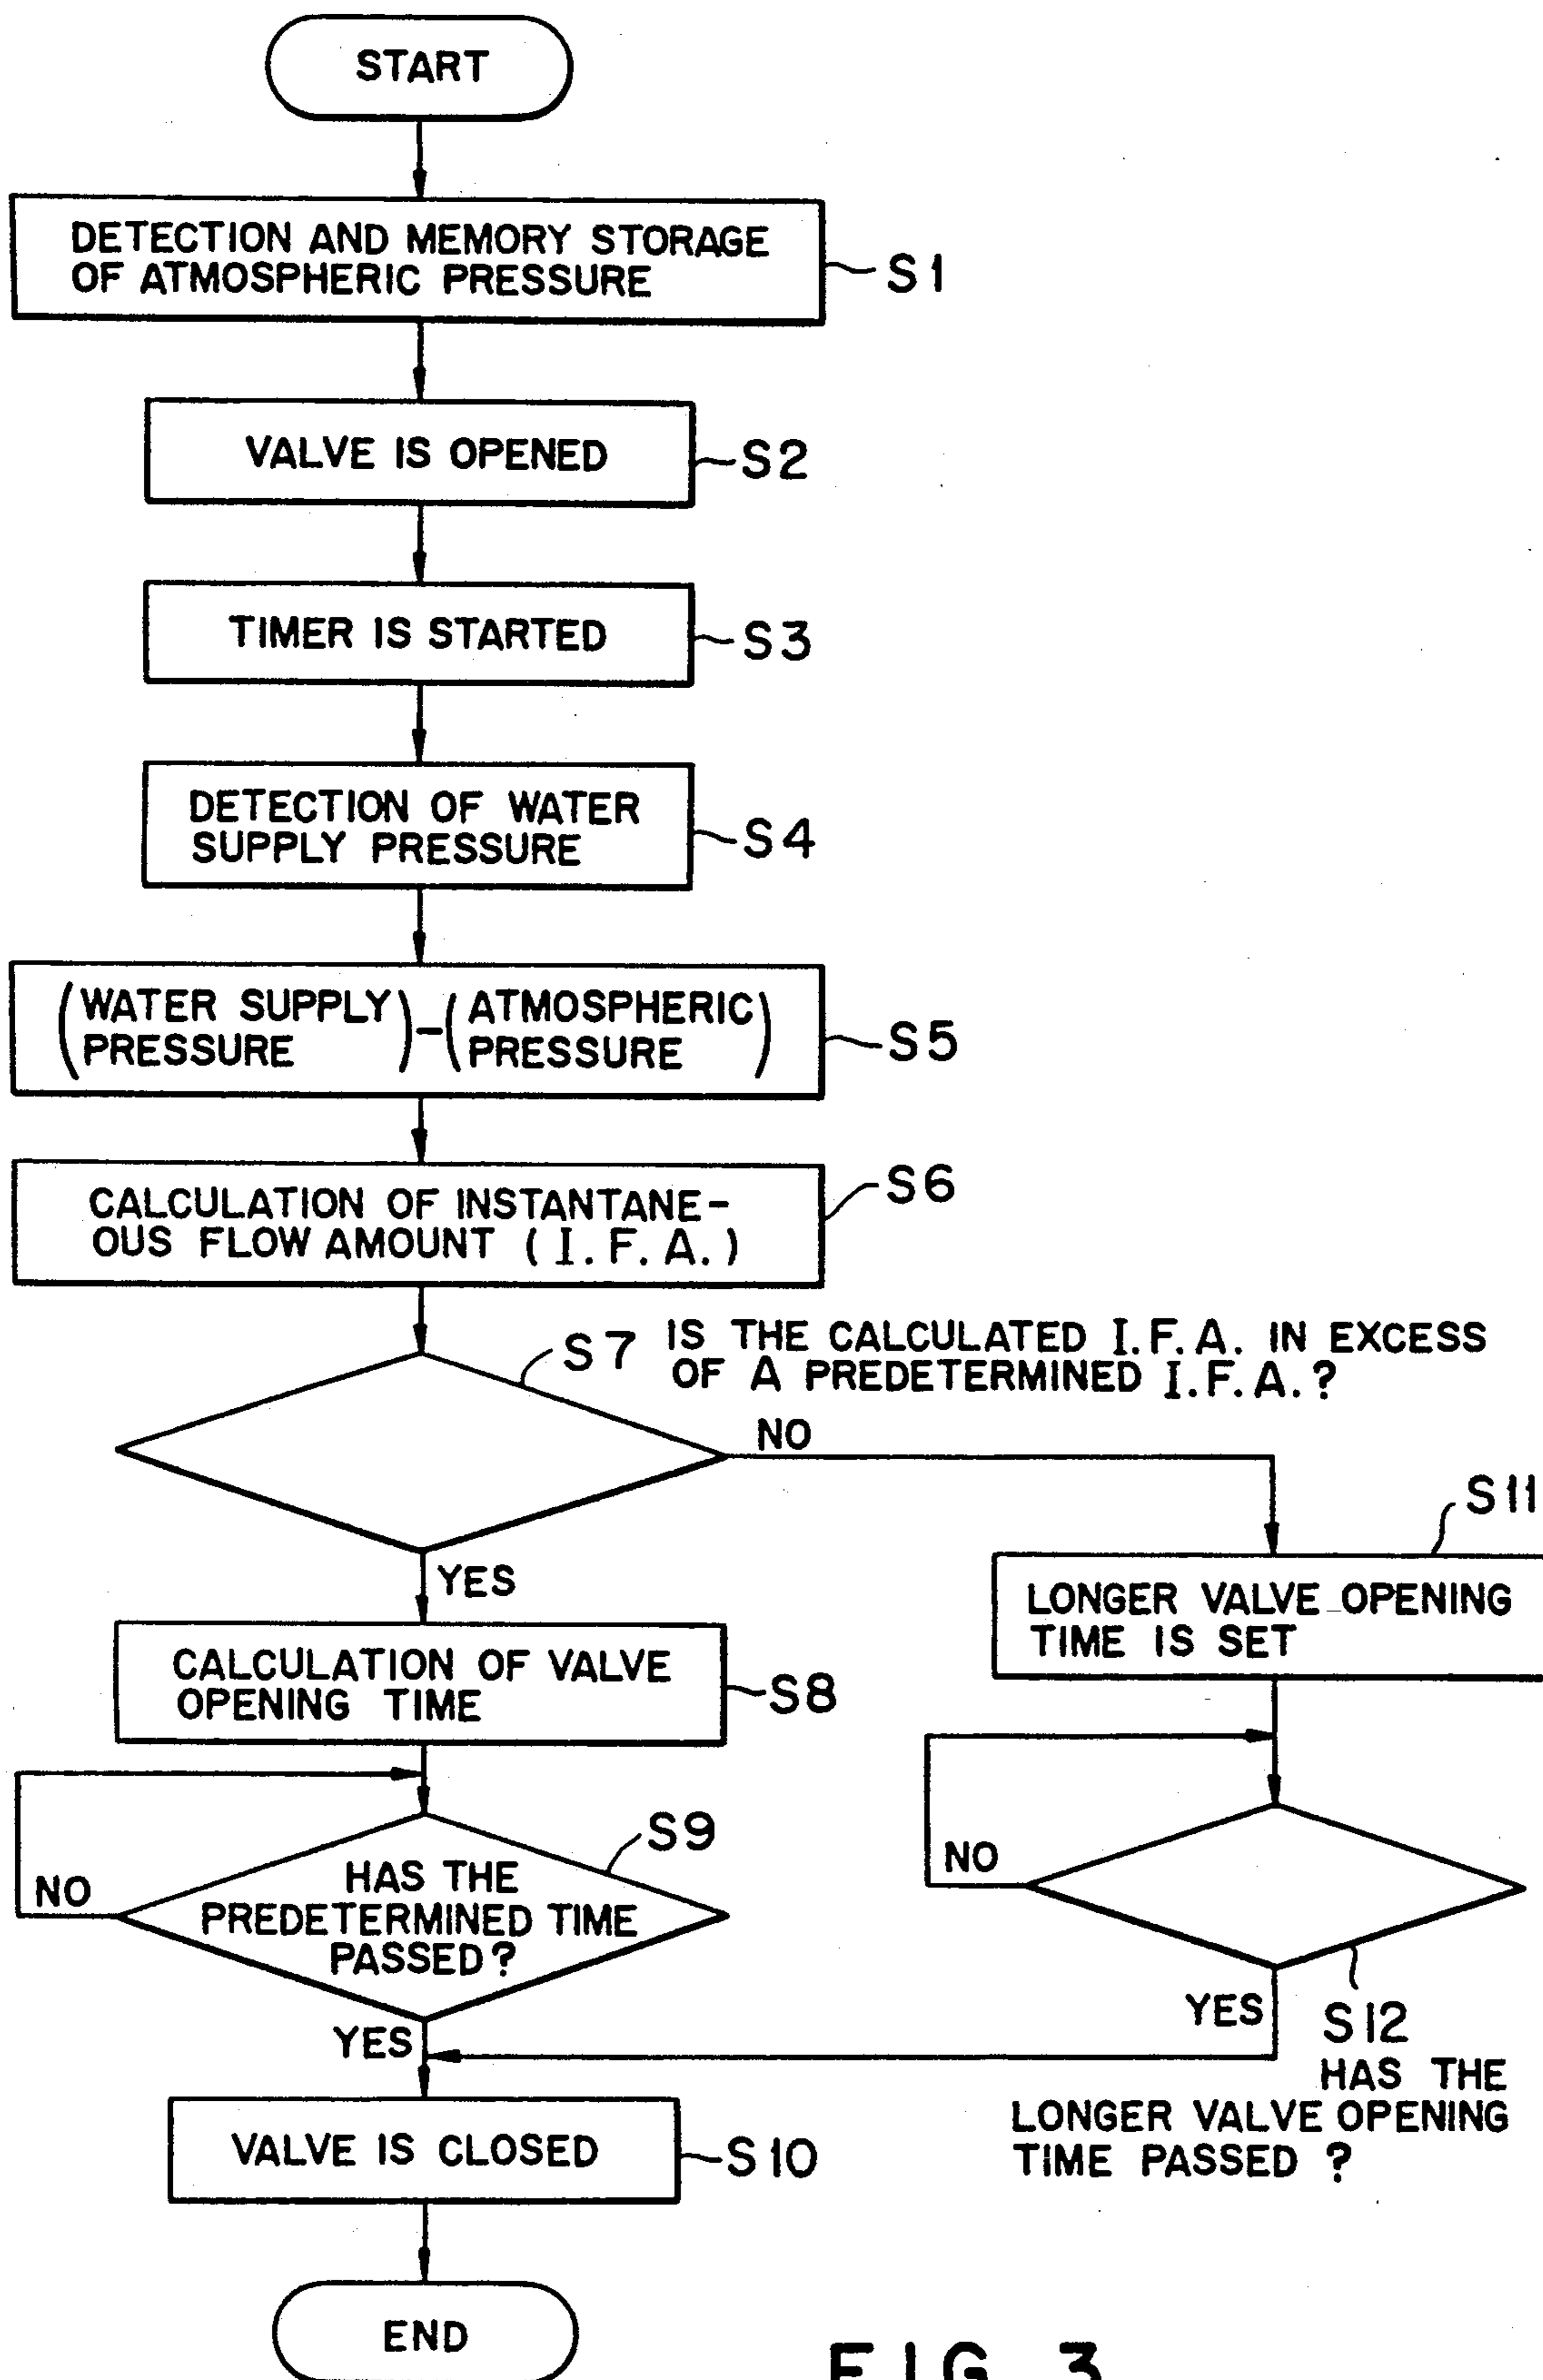 START
DETECTION AND MEMORY STORAGE
OF ATMOSPHERIC PRESSURE
S1
VALVE IS OPENED
S2
TIMER IS STARTED
S3
DETECTION OF WATER
SUPPLY PRESSURE
S4
(WATER SUPPLY PRESSURE) - (ATMOSPHERIC PRESSURE)
S5
CALCULATION OF INSTANTANE-
OUS FLOW AMOUNT (I.F.A.)
S6
S7
IS THE CALCULATED I.F.A. IN EXCESS
OF A PREDETERMINED I.F.A.?
NO
YES
S11
LONGER VALVE OPENING
TIME IS SET
CALCULATION OF VALVE
OPENING TIME
S8
S9
HAS THE
PREDETERMINED TIME
PASSED?
NO
YES
NO
YES
S12
HAS THE
LONGER VALVE OPENING
TIME PASSED ?
VALVE IS CLOSED
S10
END
FIG. 3